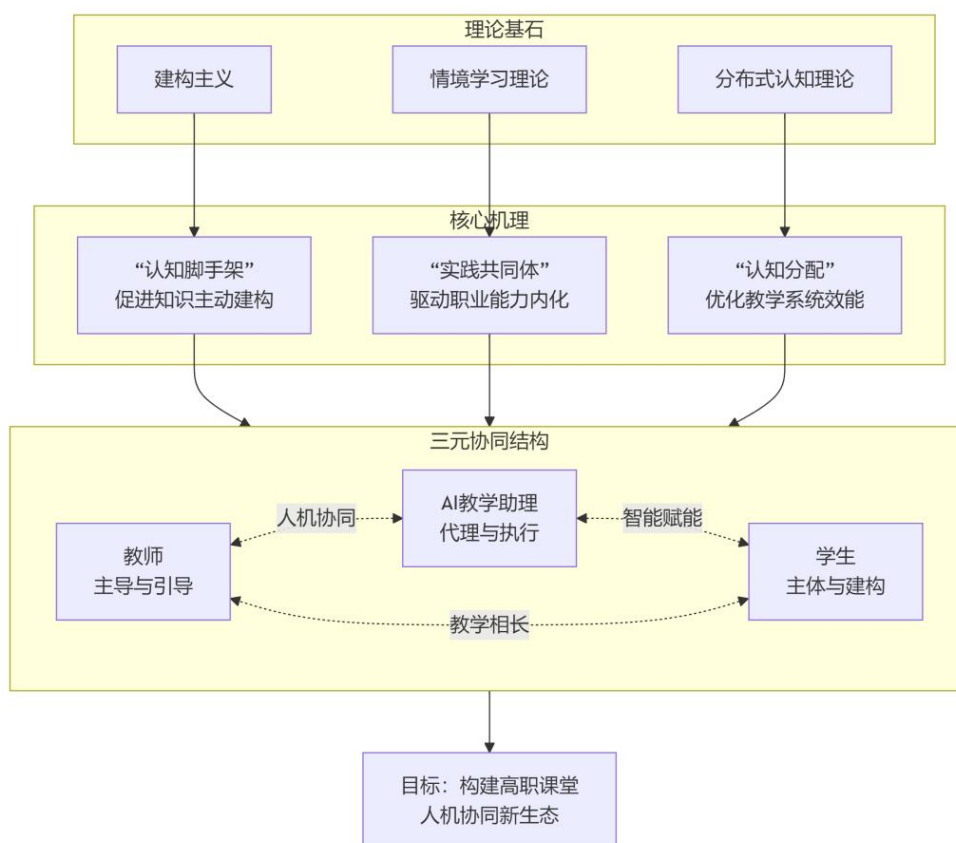 理论基石
建构主义
情境学习理论
分布式认知理论
核心机理
“认知脚手架”
促进知识主动建构
“实践共同体”
驱动职业能力内化
“认知分配”
优化教学系统效能
三元协同结构
AI教学助理
代理与执行
人机协同
智能赋能
教师
主导与引导
学生
主体与建构
教学相长
目标：构建高职课堂
人机协同新生态